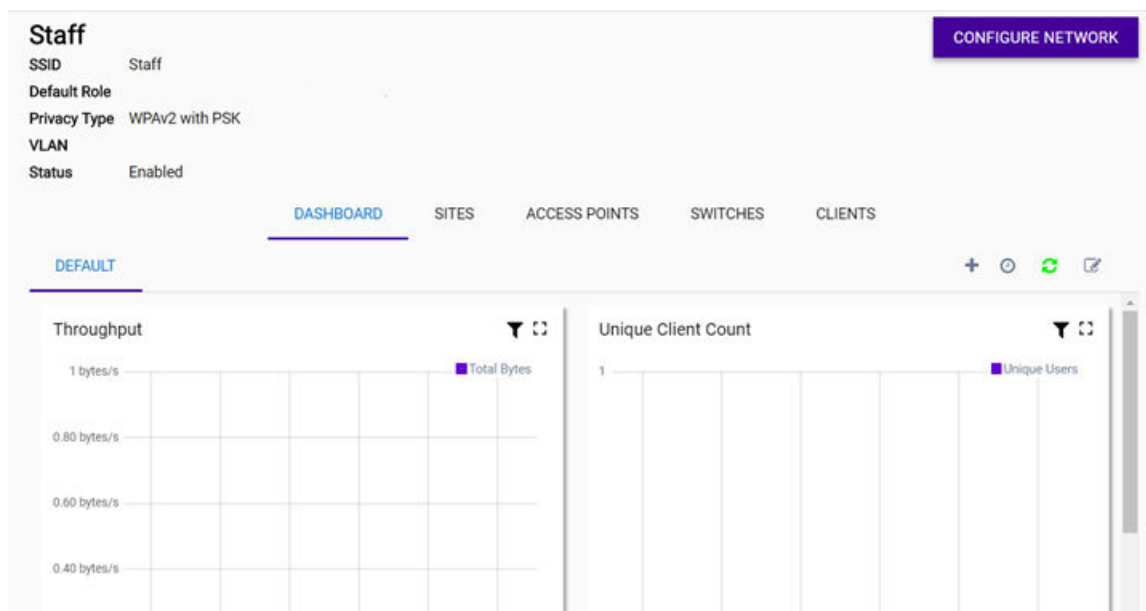 Staff
CONFIGURE NETWORK
SSID Staff
Default Role
Privacy Type WPAv2 with PSK
VLAN
Status Enabled
DASHBOARD SITES ACCESS POINTS SWITCHES CLIENTS
DEFAULT
Throughput
Total Bytes
1 bytes/s
0.80 bytes/s
0.60 bytes/s
0.40 bytes/s
Unique Client Count
Unique Users
1